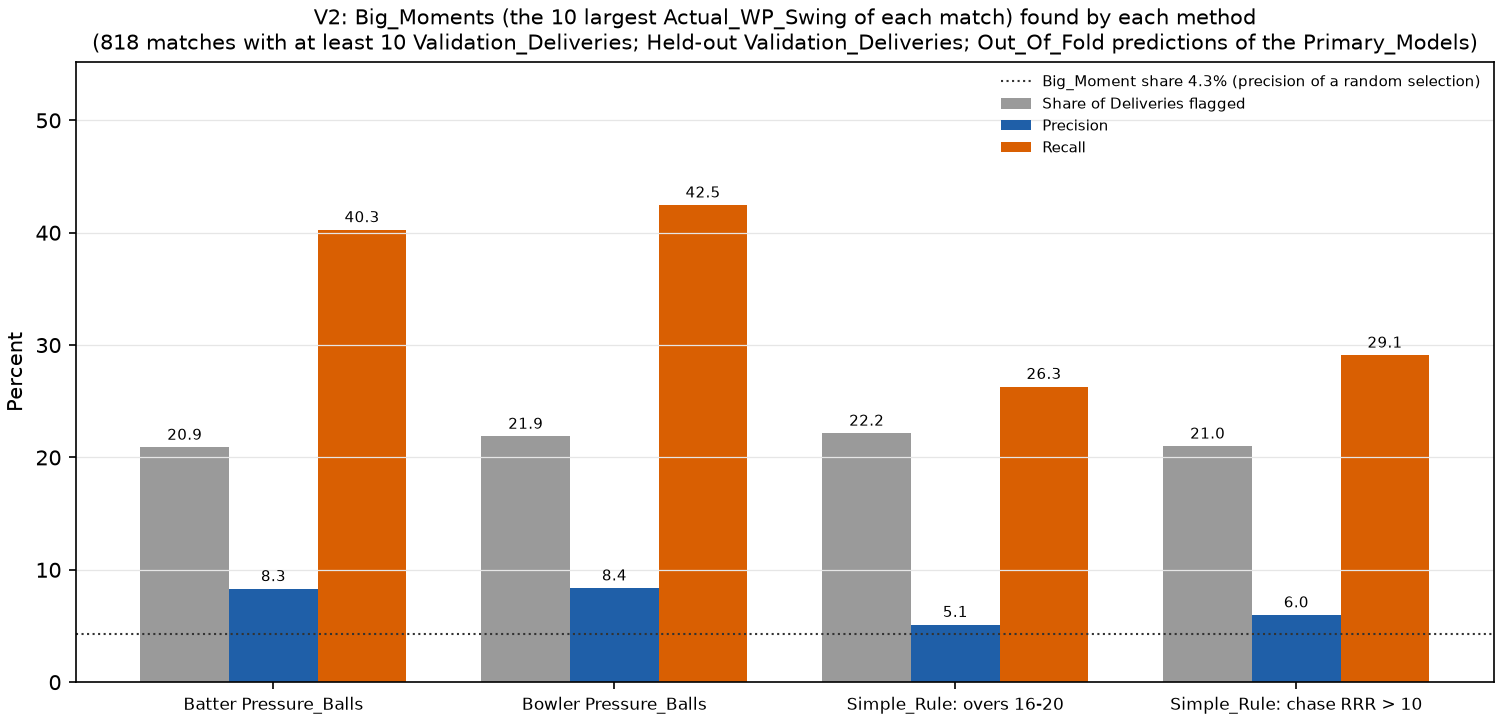 V2: Big_Moments (the 10 largest Actual_WP_Swing of each match) found by each method
(818 matches with at least 10 Validation_Deliveries; Held-out Validation_Deliveries; Out_Of_Fold predictions of the Primary_Models)
Big_Moment share 4.3% (precision of a random selection)
Share of Deliveries flagged
Precision
Recall
Percent
50
40
30
20
10
0
20.9
8.3
40.3
21.9
8.4
42.5
22.2
5.1
26.3
21.0
6.0
29.1
Batter Pressure_Balls
Bowler Pressure_Balls
Simple_Rule: overs 16-20
Simple_Rule: chase RRR > 10